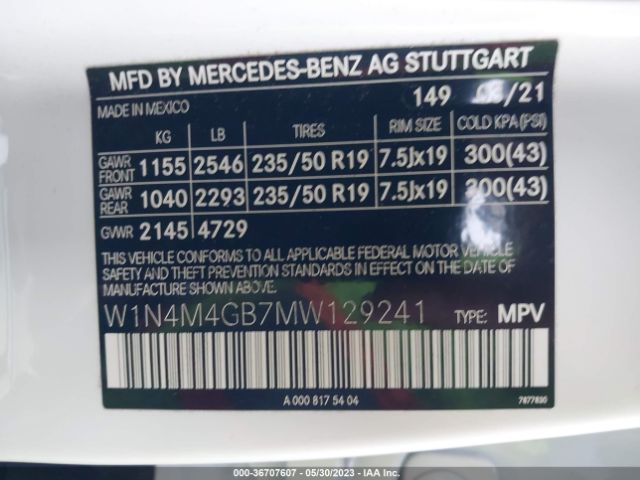 MFD BY MERCEDES-BENZ AG STUTTGART
MADE IN MEXICO 149 /21
KG LB TIRES RIM SIZE COLD KPA (PSI)
GAWR FRONT 1155 2546 235/50 R19 7.5Jx19 300(43)
GAWR REAR 1040 2293 235/50 R19 7.5Jx19 300(43)
GVWR 2145 4729
THIS VEHICLE CONFORMS TO ALL APPLICABLE FEDERAL MOTOR VEHICLE
SAFETY AND THEFT PREVENTION STANDARDS IN EFFECT ON THE DATE
OF MANUFACTURE SHOWN ABOVE.
W1N4M4GB7MW129241 TYPE: MPV
A 000 817 54 04
7877830
000-36707607 - 05/30/2023 - IAA Inc.